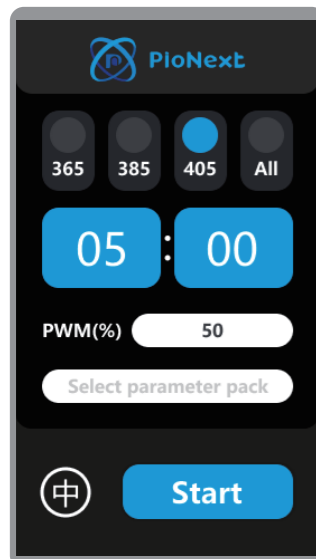 PioNext
365 385 405 All
05 : 00
PWM(%) 50
Select parameter pack
中 Start